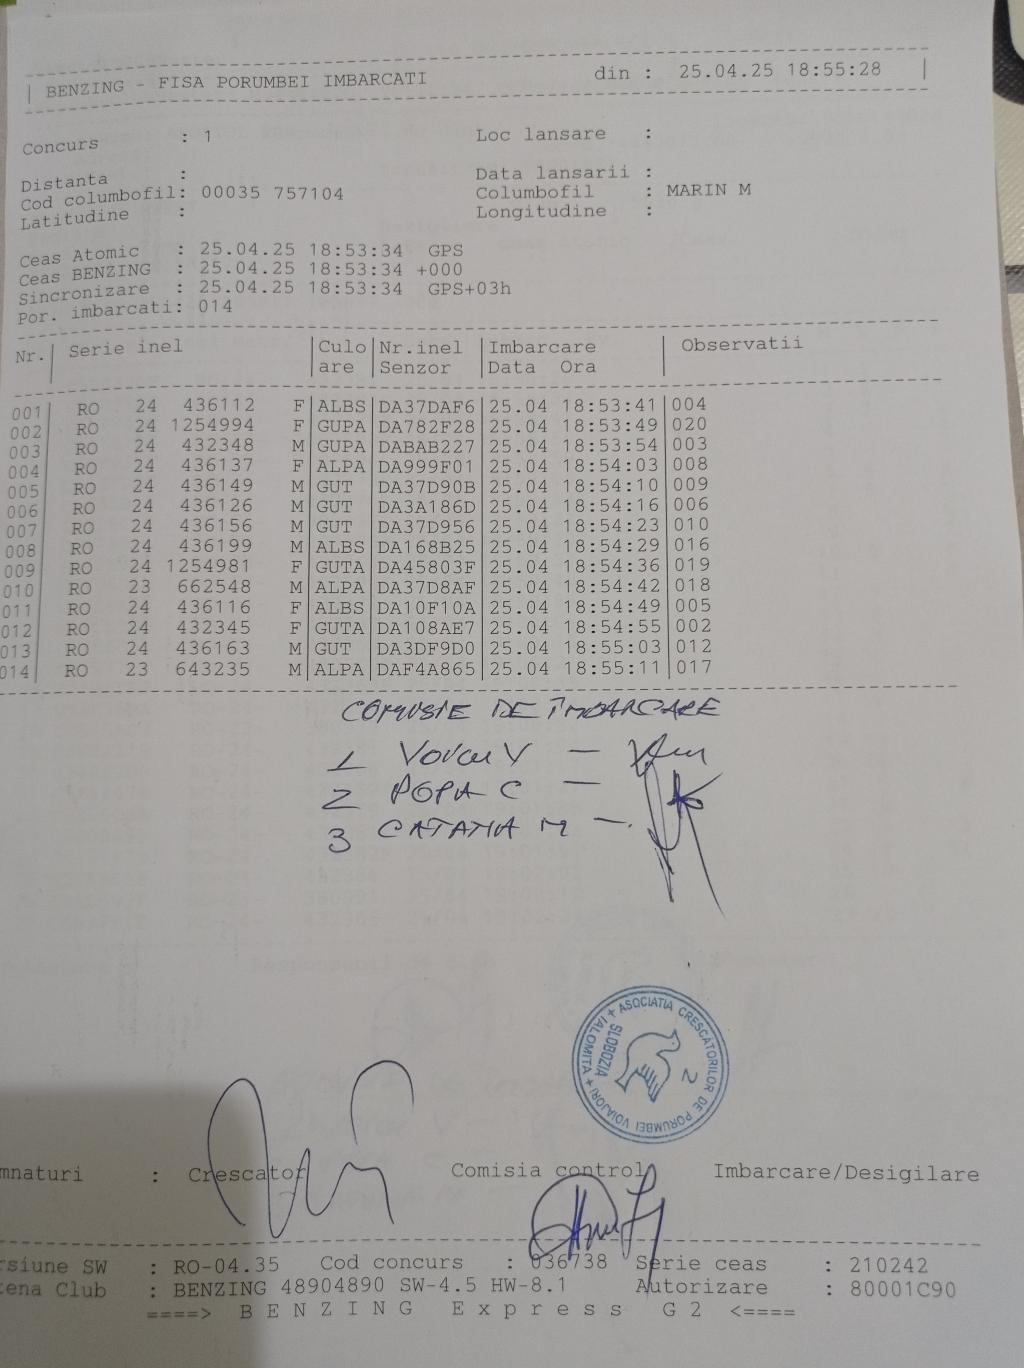 BENZING - FISA PORUMBEI IMBARCATI din : 25.04.25 18:55:28
Concurs : 1 Loc lansare :
Distanta : Data lansarii :
Cod columbofil: 00035 757104 Columbofil : MARIN M
Latitudine : Longitudine :
Ceas Atomic : 25.04.25 18:53:34 GPS
Ceas BENZING : 25.04.25 18:53:34 +000
Sincronizare : 25.04.25 18:53:34 GPS+03h
Por. imbarcati: 014
Nr. | Serie inel | Culo | Nr.inel | Imbarcare | Observatii
are | Senzor | Data Ora
001 RO 24 436112 F ALBS DA37DAF6 25.04 18:53:41 004
002 RO 24 1254994 F GUPA DA782F28 25.04 18:53:49 020
003 RO 24 432348 M GUPA DABAB227 25.04 18:53:54 003
004 RO 24 436137 F ALPA DA999F01 25.04 18:54:03 008
005 RO 24 436149 M GUT DA37D90B 25.04 18:54:10 009
006 RO 24 436126 M GUT DA3A186D 25.04 18:54:16 006
007 RO 24 436156 M GUT DA37D956 25.04 18:54:23 010
008 RO 24 436199 M ALBS DA168B25 25.04 18:54:29 016
009 RO 24 1254981 F GUTA DA45803F 25.04 18:54:36 019
010 RO 23 662548 M ALPA DA37D8AF 25.04 18:54:42 018
011 RO 24 436116 F ALBS DA10F10A 25.04 18:54:49 005
012 RO 24 432345 F GUTA DA108AE7 25.04 18:54:55 002
013 RO 24 436163 M GUT DA3DF9D0 25.04 18:55:03 012
014 RO 23 643235 M ALPA DAF4A865 25.04 18:55:11 017
COMISIE DE ÎMBARCARE
1 V —
2 POPA C —
3 CATANA M —
ASOCIATIA CRESCATORILOR DE PORUMBEI VOIAJORI + IALOMITA +
SLOBOZIA
2
mnaturi : Crescator Comisia control Imbarcare/Desigilare
rsiune SW : RO-04.35 Cod concurs : 036738 Serie ceas : 210242
tena Club : BENZING 48904890 SW-4.5 HW-8.1 Autorizare : 80001C90
====> B E N Z I N G E x p r e s s G 2 <====